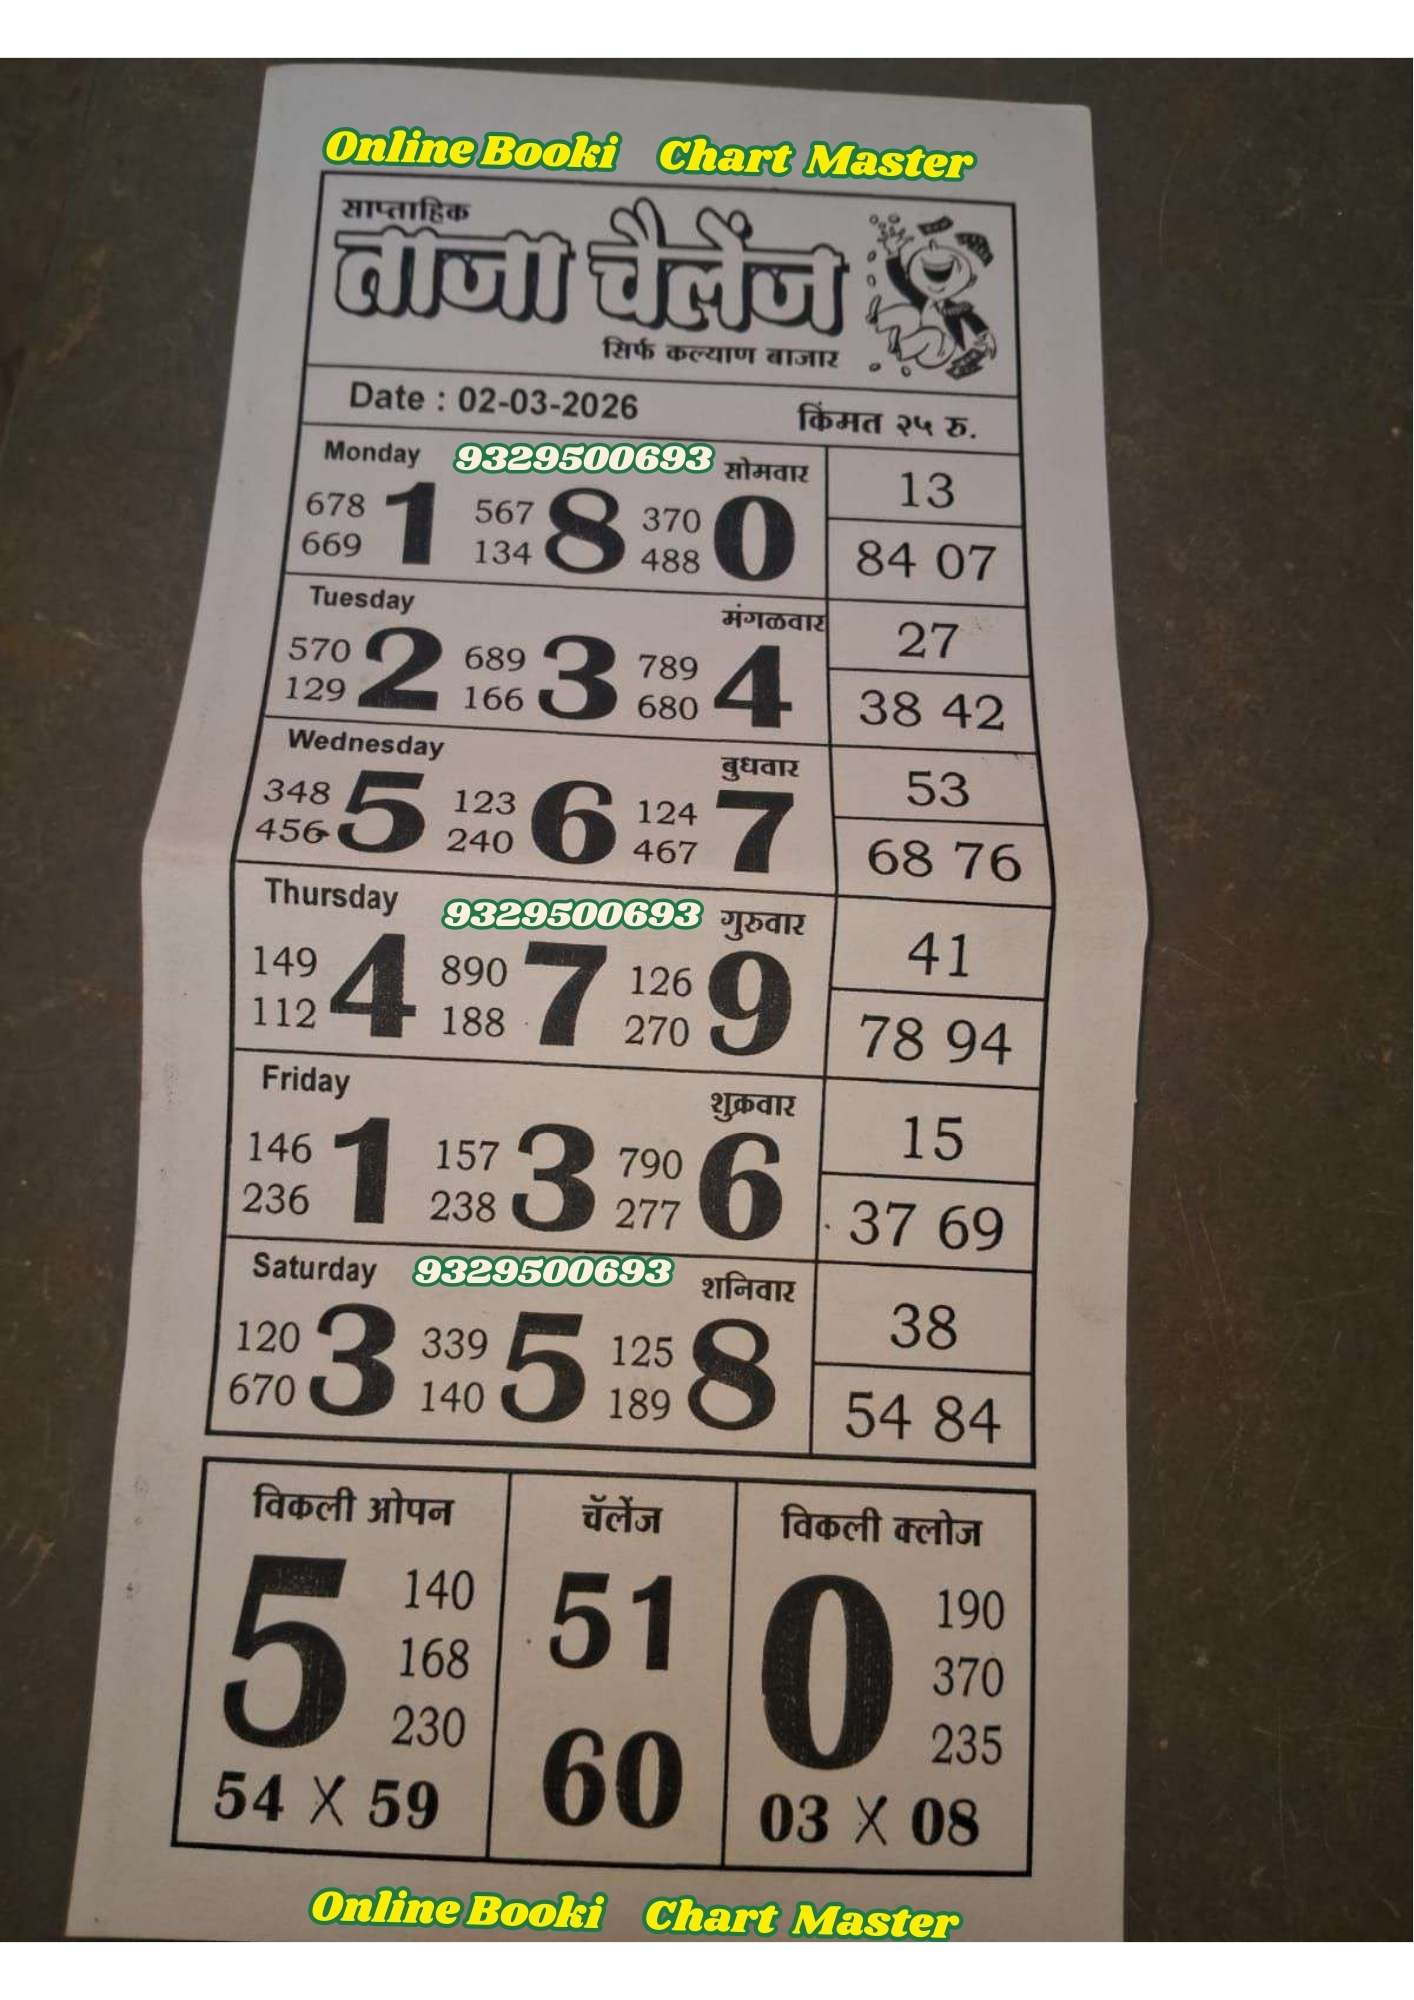 Online Booki Chart Master
साप्ताहिक
ताजा चैलेंज
सिर्फ कल्याण बाजार
Date : 02-03-2026 किंमत २५ रु.
Monday 9329500693 सोमवार
678 669 1 567 134 8 370 488 0
13
84 07
Tuesday मंगळवार
570 129 2 689 166 3 789 680 4
27
38 42
Wednesday बुधवार
348 456 5 123 240 6 124 467 7
53
68 76
Thursday 9329500693 गुरुवार
149 112 4 890 188 7 126 270 9
41
78 94
Friday शुक्रवार
146 236 1 157 238 3 790 277 6
15
37 69
Saturday 9329500693 शनिवार
120 670 3 339 140 5 125 189 8
38
54 84
विकली ओपन
5
140
168
230
54 X 59
चॅलेंज
51
60
विकली क्लोज
0
190
370
235
03 X 08
Online Booki Chart Master